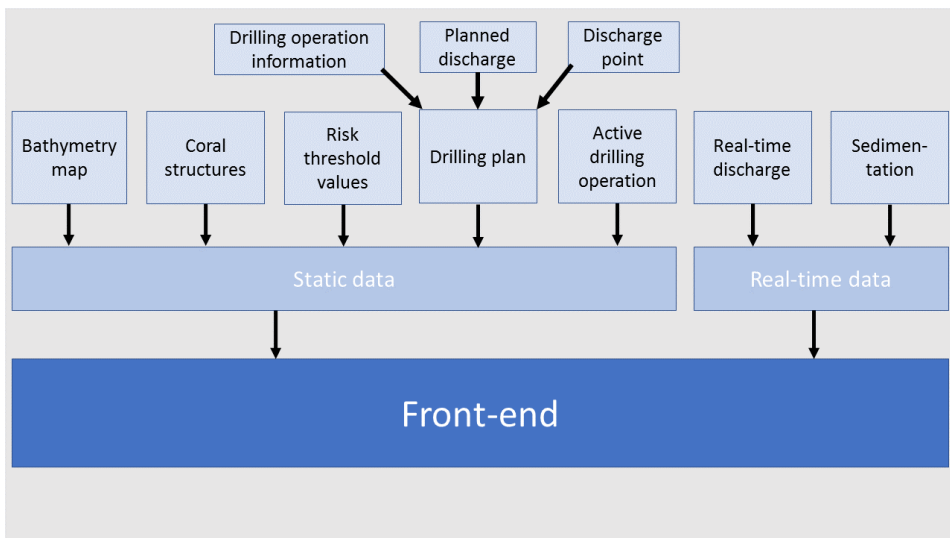 Drilling operation
information
Planned
discharge
Discharge
point
Bathymetry
map
Coral
structures
Risk
threshold
values
Drilling plan
Active
drilling
operation
Real-time
discharge
Sedimen-
tation
Static data
Real-time data
Front-end